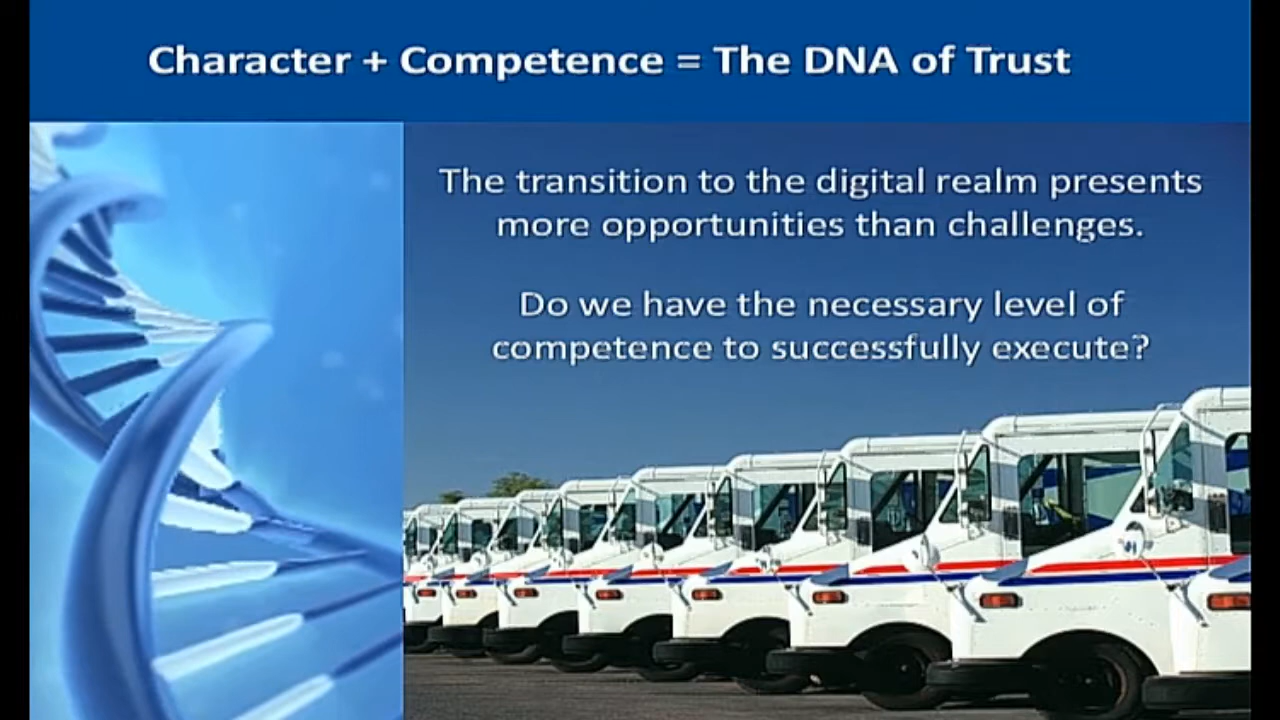 Character + Competence = The DNA of Trust
The transition to the digital realm presents
more opportunities than challenges.
Do we have the necessary level of
competence to successfully execute?